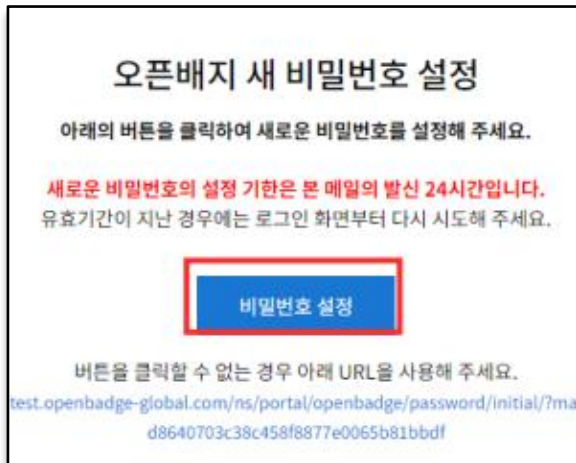 오픈배지 새 비밀번호 설정
아래의 버튼을 클릭하여 새로운 비밀번호를 설정해 주세요.
새로운 비밀번호의 설정 기한은 본 메일의 발신 24시간입니다.
유효기간이 지난 경우에는 로그인 화면부터 다시 시도해 주세요.
비밀번호 설정
버튼을 클릭할 수 없는 경우 아래 URL을 사용해 주세요.
test.openbadge-global.com/ns/portal/openbadge/password/initial/?ma
d8640703c38c458f8877e0065b81bbdf